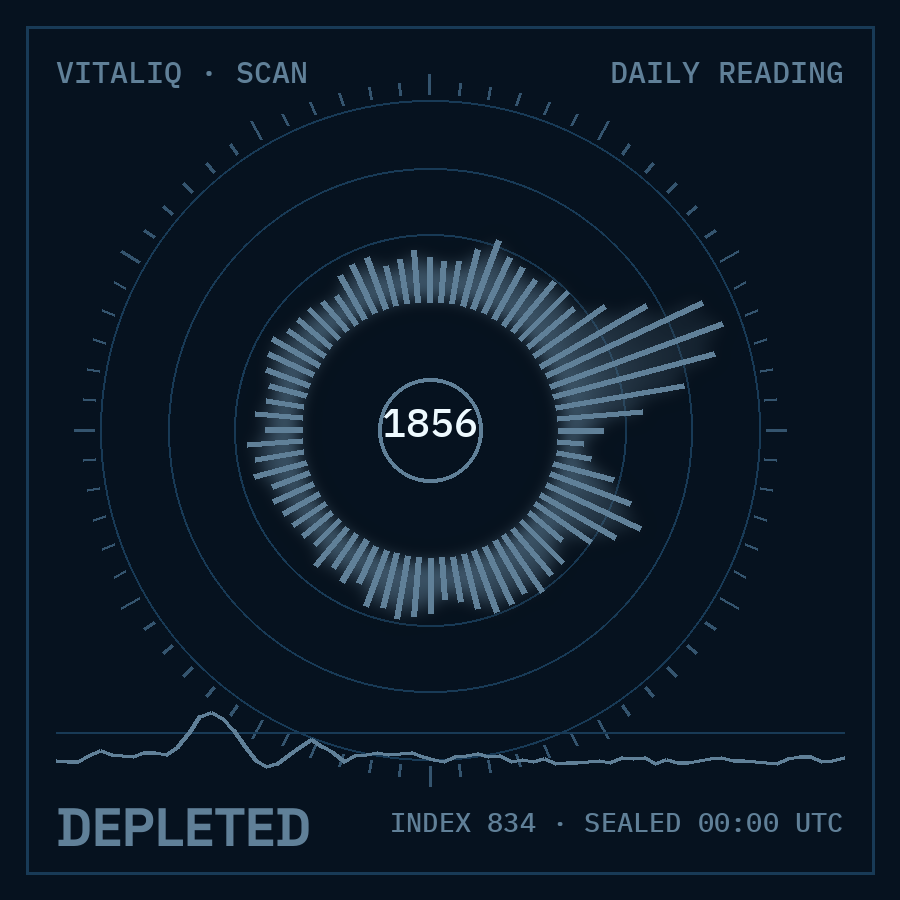 VITALIQ · SCAN
DAILY READING
1856
DEPLETED
INDEX 834 · SEALED 00:00 UTC